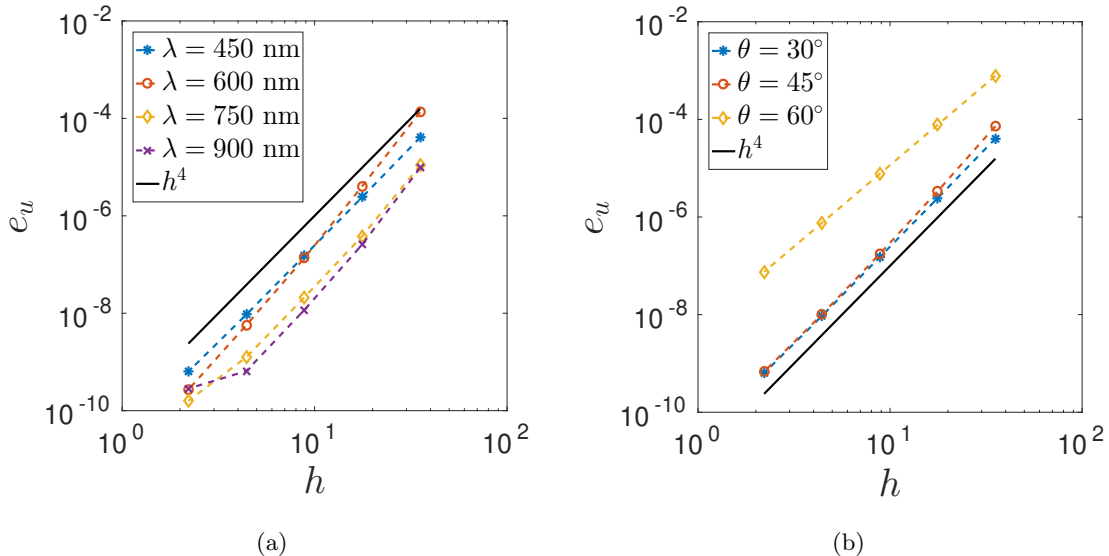 10^-2
10^-4
10^-6
10^-8
10^-10
e_u
λ = 450 nm
λ = 600 nm
λ = 750 nm
λ = 900 nm
h^4
10^0
10^1
10^2
h
(a)
10^-2
10^-4
10^-6
10^-8
10^-10
e_u
θ = 30°
θ = 45°
θ = 60°
h^4
10^0
10^1
10^2
h
(b)